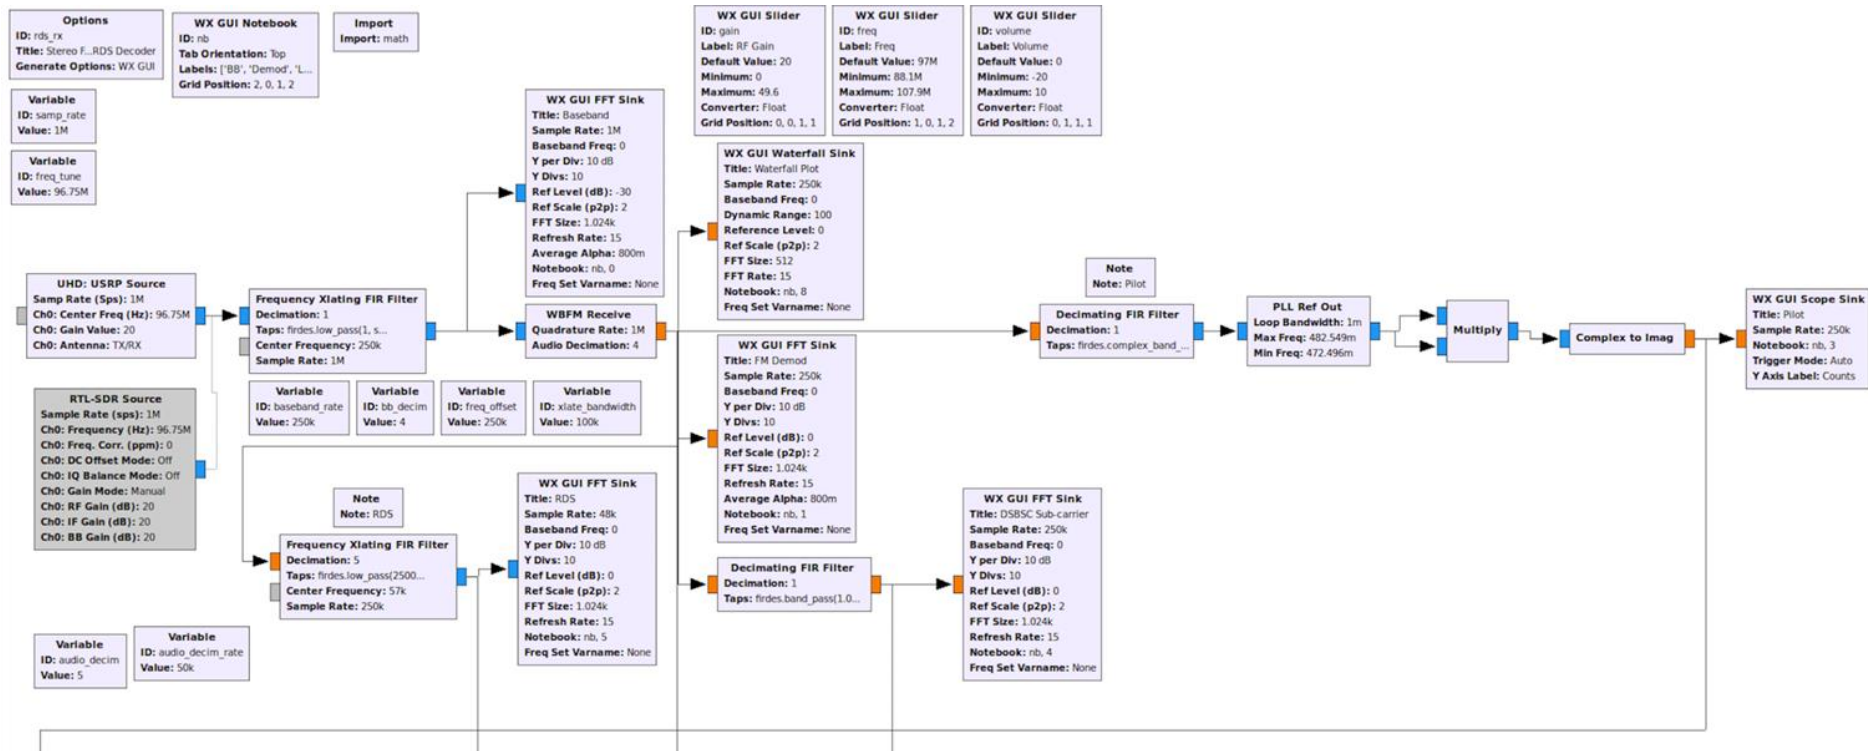 Options
ID: rds_rx
Title: Stereo F...RDS Decoder
Generate Options: WX GUI
WX GUI Notebook
ID: nb
Tab Orientation: Top
Labels: ['BB', 'Demod', 'L...
Grid Position: 2, 0, 1, 2
Import
Import: math
WX GUI Slider
ID: gain
Label: RF Gain
Default Value: 20
Minimum: 0
Maximum: 49.6
Converter: Float
Grid Position: 0, 0, 1, 1
WX GUI Slider
ID: freq
Label: Freq
Default Value: 97M
Minimum: 88.1M
Maximum: 107.9M
Converter: Float
Grid Position: 1, 0, 1, 2
WX GUI Slider
ID: volume
Label: Volume
Default Value: 0
Minimum: -20
Maximum: 10
Converter: Float
Grid Position: 0, 1, 1, 1
Variable
ID: samp_rate
Value: 1M
Variable
ID: freq_tune
Value: 96.75M
WX GUI FFT Sink
Title: Baseband
Sample Rate: 1M
Baseband Freq: 0
Y per Div: 10 dB
Y Divs: 10
Ref Level (dB): -30
Ref Scale (p2p): 2
FFT Size: 1.024k
Refresh Rate: 15
Average Alpha: 800m
Notebook: nb, 0
Freq Set Varname: None
WX GUI Waterfall Sink
Title: Waterfall Plot
Sample Rate: 250k
Baseband Freq: 0
Dynamic Range: 100
Reference Level: 0
Ref Scale (p2p): 2
FFT Size: 512
FFT Rate: 15
Notebook: nb, 8
Freq Set Varname: None
UHD: USRP Source
Samp Rate (Sps): 1M
Ch0: Center Freq (Hz): 96.75M
Ch0: Gain Value: 20
Ch0: Antenna: TX/RX
Frequency Xlating FIR Filter
Decimation: 1
Taps: firdes.low_pass(1, s...
Center Frequency: 250k
Sample Rate: 1M
WBFM Receive
Quadrature Rate: 1M
Audio Decimation: 4
Note
Note: Pilot
Decimating FIR Filter
Decimation: 1
Taps: firdes.complex_band_...
PLL Ref Out
Loop Bandwidth: 1m
Max Freq: 482.549m
Min Freq: 472.496m
Multiply
Complex to Imag
WX GUI Scope Sink
Title: Pilot
Sample Rate: 250k
Notebook: nb, 3
Trigger Mode: Auto
Y Axis Label: Counts
RTL-SDR Source
Sample Rate (sps): 1M
Ch0: Frequency (Hz): 96.75M
Ch0: Freq. Corr. (ppm): 0
Ch0: DC Offset Mode: Off
Ch0: IQ Balance Mode: Off
Ch0: Gain Mode: Manual
Ch0: RF Gain (dB): 20
Ch0: IF Gain (dB): 20
Ch0: BB Gain (dB): 20
Variable
ID: baseband_rate
Value: 250k
Variable
ID: bb_decim
Value: 4
Variable
ID: freq_offset
Value: 250k
Variable
ID: xlate_bandwidth
Value: 100k
WX GUI FFT Sink
Title: FM Demod
Sample Rate: 250k
Baseband Freq: 0
Y per Div: 10 dB
Y Divs: 10
Ref Level (dB): 0
Ref Scale (p2p): 2
FFT Size: 1.024k
Refresh Rate: 15
Average Alpha: 800m
Notebook: nb, 1
Freq Set Varname: None
Note
Note: RDS
Frequency Xlating FIR Filter
Decimation: 5
Taps: firdes.low_pass(2500...
Center Frequency: 57k
Sample Rate: 250k
WX GUI FFT Sink
Title: RDS
Sample Rate: 48k
Baseband Freq: 0
Y per Div: 10 dB
Y Divs: 10
Ref Level (dB): 0
Ref Scale (p2p): 2
FFT Size: 1.024k
Refresh Rate: 15
Notebook: nb, 5
Freq Set Varname: None
Decimating FIR Filter
Decimation: 1
Taps: firdes.band_pass(1.0...
WX GUI FFT Sink
Title: DSBSC Sub-carrier
Sample Rate: 250k
Baseband Freq: 0
Y per Div: 10 dB
Y Divs: 10
Ref Level (dB): 0
Ref Scale (p2p): 2
FFT Size: 1.024k
Refresh Rate: 15
Notebook: nb, 4
Freq Set Varname: None
Variable
ID: audio_decim
Value: 5
Variable
ID: audio_decim_rate
Value: 50k